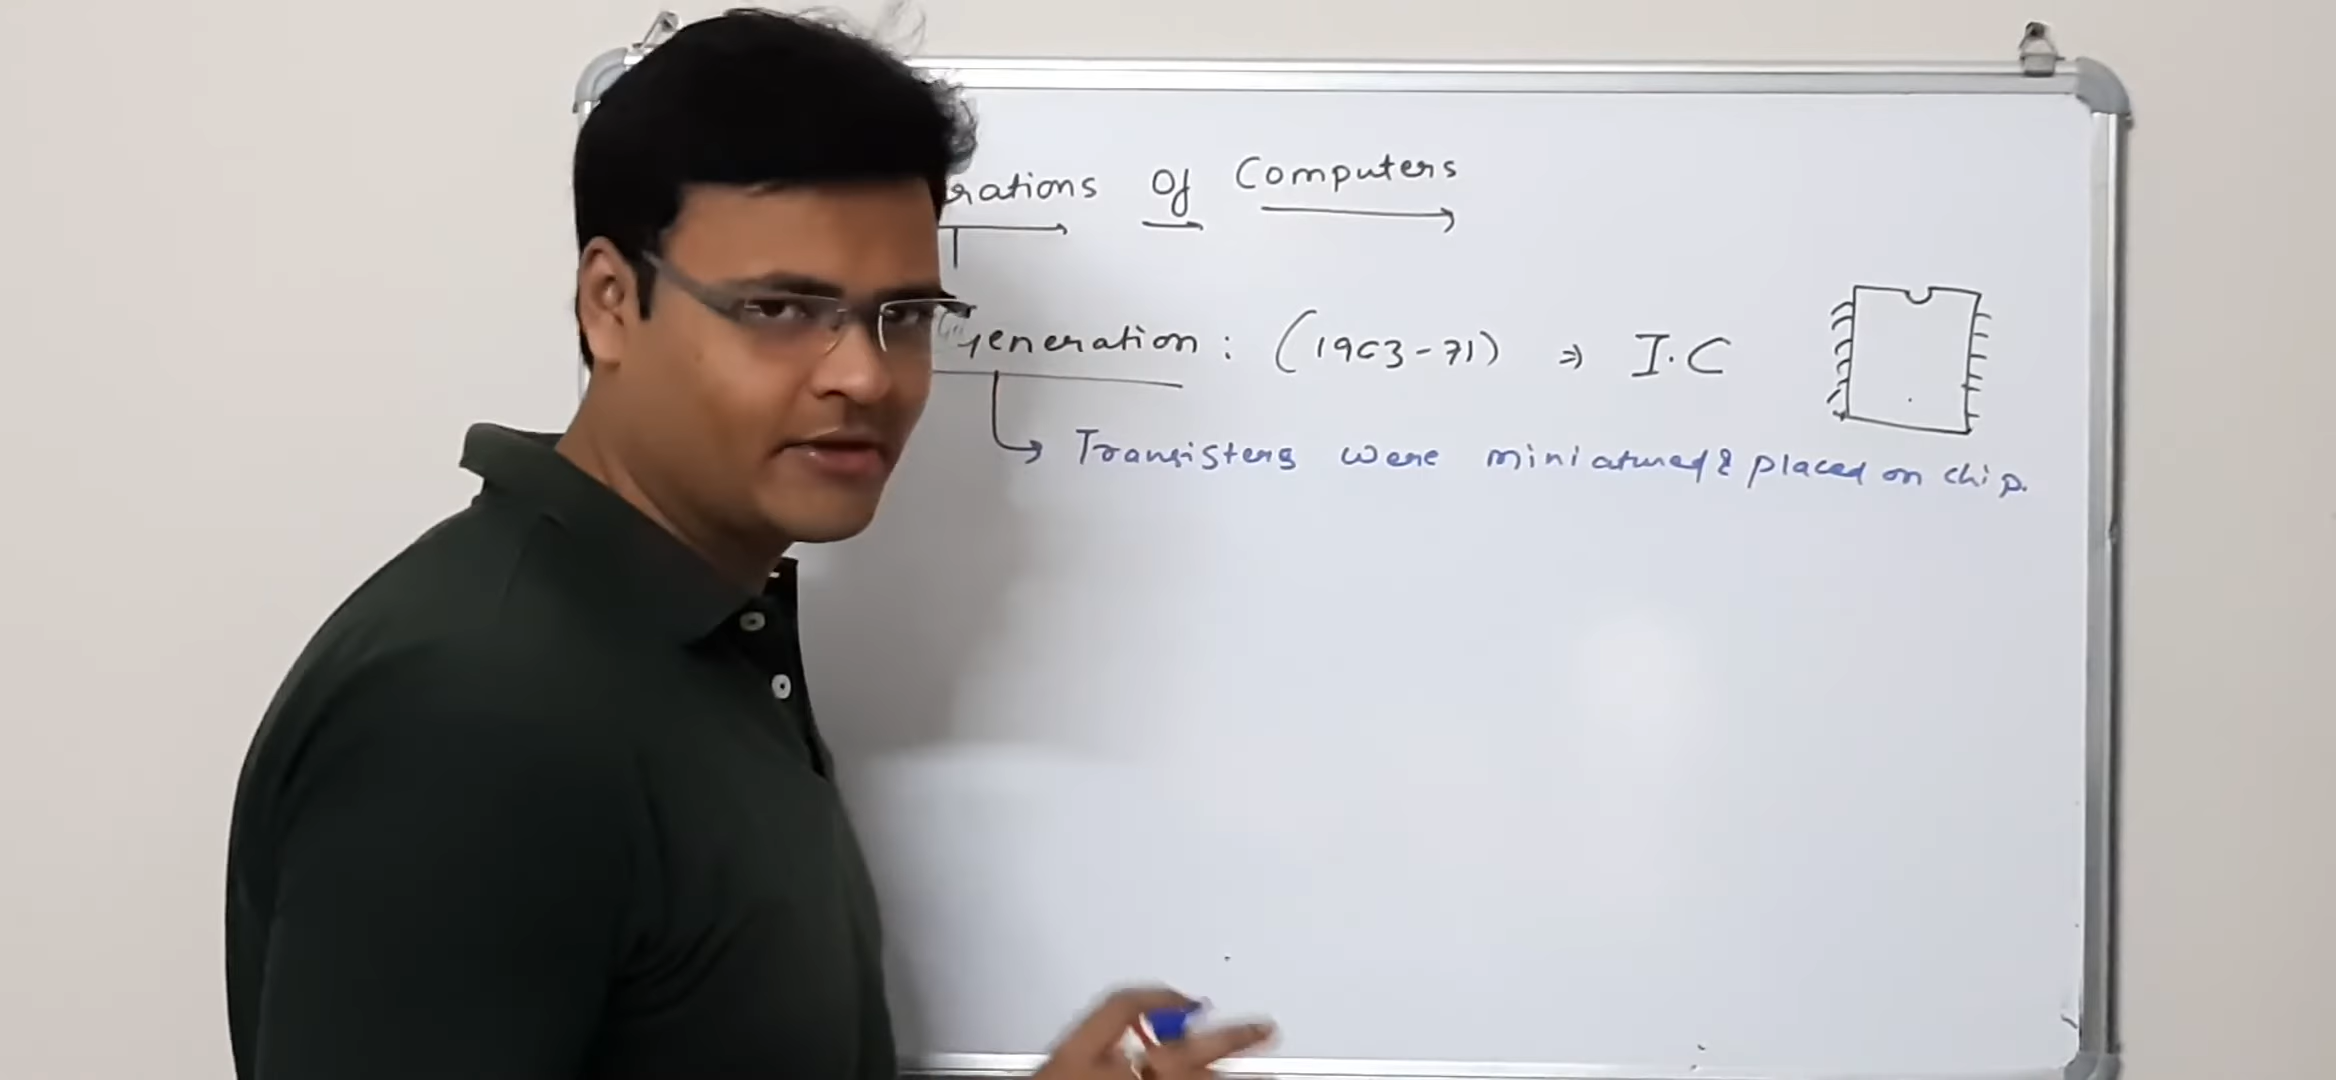 rations Of Computers
Generation : (1963-71) ⇒ I.C
Transisters were miniatured & placed on chip.